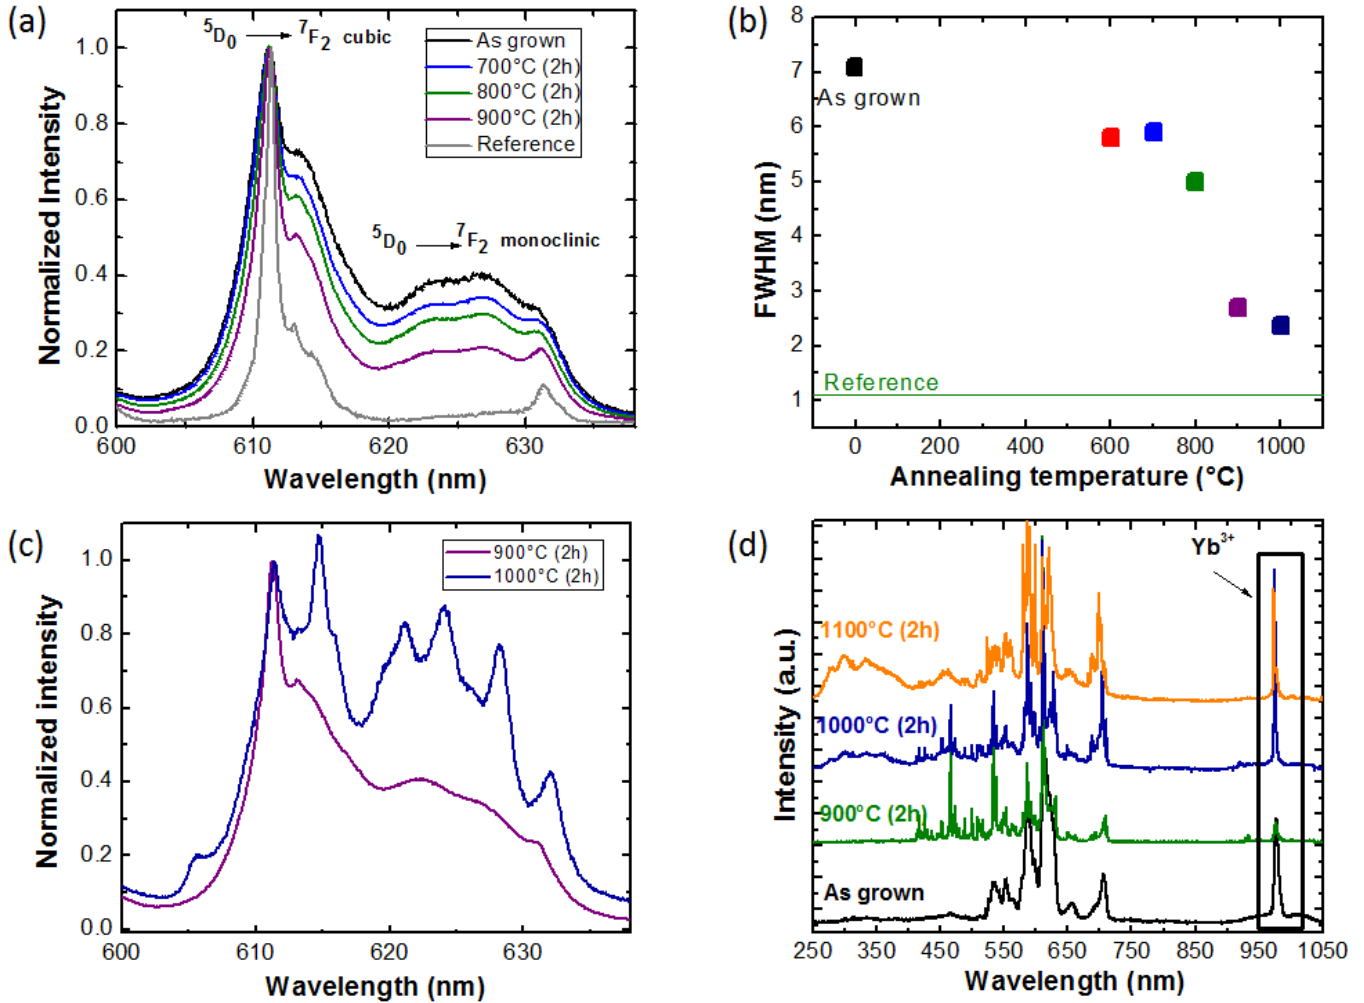 (a)
⁵D₀ → ⁷F₂ cubic
As grown
700°C (2h)
800°C (2h)
900°C (2h)
Reference
⁵D₀ → ⁷F₂ monoclinic
Normalized Intensity
1.0
0.8
0.6
0.4
0.2
0.0
600 610 620 630
Wavelength (nm)
(b)
FWHM (nm)
8
7
6
5
4
3
2
1
As grown
Reference
0 200 400 600 800 1000
Annealing temperature (°C)
(c)
900°C (2h)
1000°C (2h)
Normalized intensity
1.0
0.8
0.6
0.4
0.2
0.0
600 610 620 630
Wavelength (nm)
(d)
Yb³⁺
Intensity (a.u.)
1100°C (2h)
1000°C (2h)
900°C (2h)
As grown
250 350 450 550 650 750 850 950 1050
Wavelength (nm)